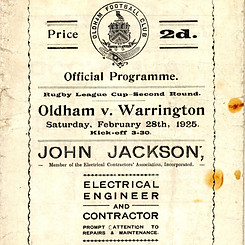 OLDHAM FOOTBALL CLUB
Price 2d.
Official Programme.
Rugby League Cup—Second Round.
Oldham v. Warrington
Saturday, February 28th, 1925.
Kick-off 3-30.
JOHN JACKSON,
Member of the Electrical Contractors' Association, Incorporated.
ELECTRICAL
ENGINEER
AND
CONTRACTOR
PROMPT ATTENTION TO
REPAIRS & MAINTENANCE.